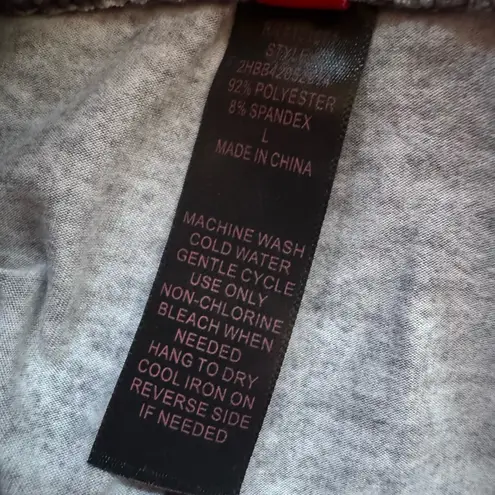 STYLE
92% POLYESTER
8% SPANDEX
L
MADE IN CHINA
MACHINE WASH
COLD WATER
GENTLE CYCLE
USE ONLY
NON-CHLORINE
BLEACH WHEN
NEEDED
HANG TO DRY
COOL IRON ON
REVERSE SIDE
IF NEEDED